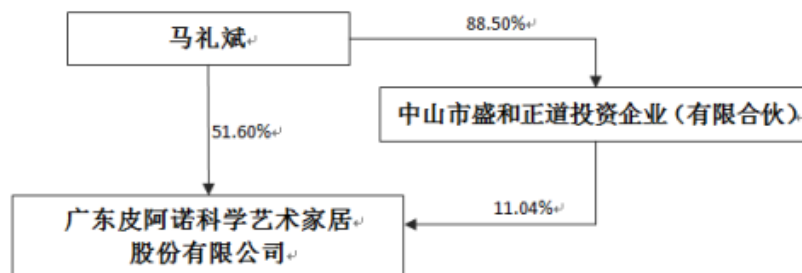 马礼斌
88.50%
中山市盛和正道投资企业（有限合伙）
51.60%
11.04%
广东皮阿诺科学艺术家居
股份有限公司